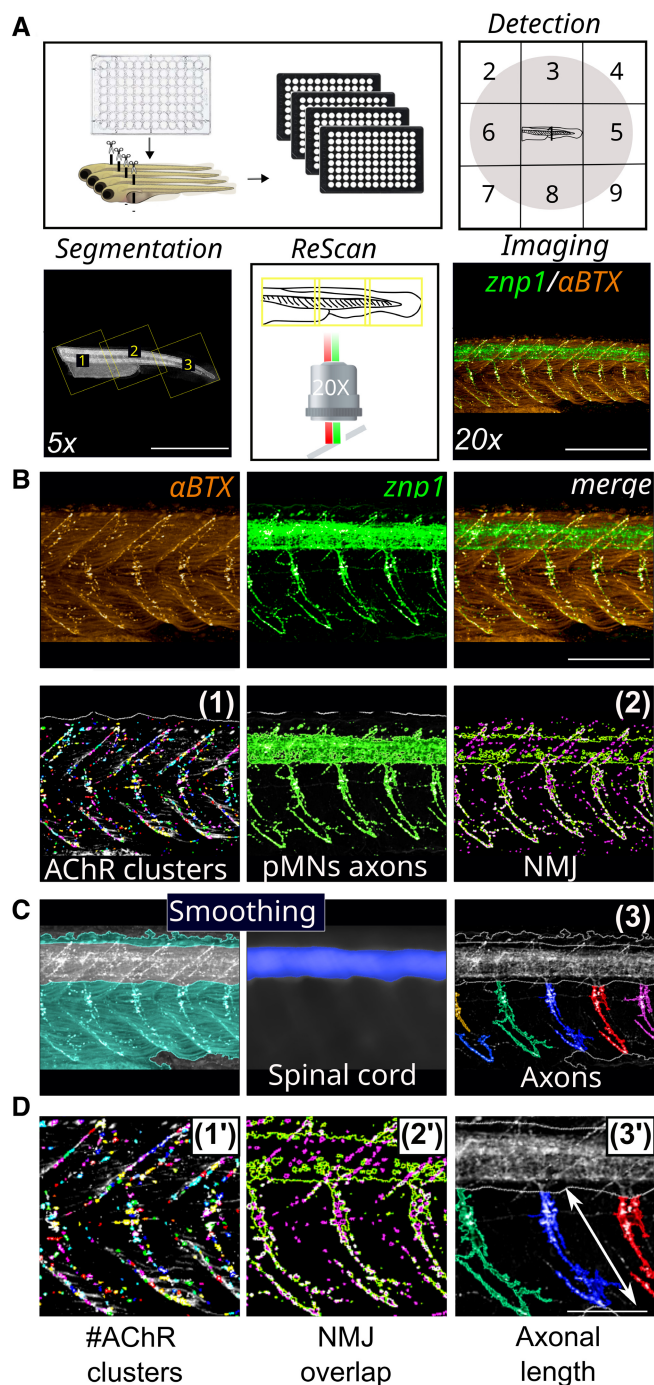 A
Detection
2 3 4
6 5
7 8 9
Segmentation
ReScan
Imaging
1
2
3
5x
20X
znp1/αBTX
20x
B
αBTX
znp1
merge
(1)
(2)
AChR clusters
pMNs axons
NMJ
C
Smoothing
(3)
Spinal cord
Axons
D
(1')
(2')
(3')
#AChR
clusters
NMJ
overlap
Axonal
length